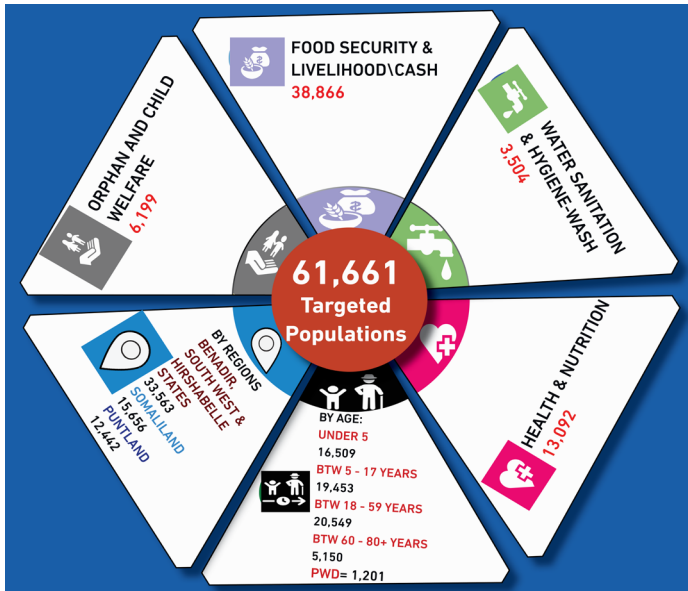 FOOD SECURITY &
LIVELIHOOD\CASH
38,866
WATER SANITATION
& HYGIENE-WASH
3,504
ORPHAN AND CHILD
WELFARE
6,199
61,661
Targeted
Populations
HEALTH & NUTRITION
13,092
BY REGIONS
BENADIR.
SOUTH WEST &
HIRSHABELLE
STATES
33,563
SOMALILAND
15,656
PUNTLAND
12,442
BY AGE:
UNDER 5
16,509
BTW 5 - 17 YEARS
19,453
BTW 18 - 59 YEARS
20,549
BTW 60 - 80+ YEARS
5,150
PWD= 1,201